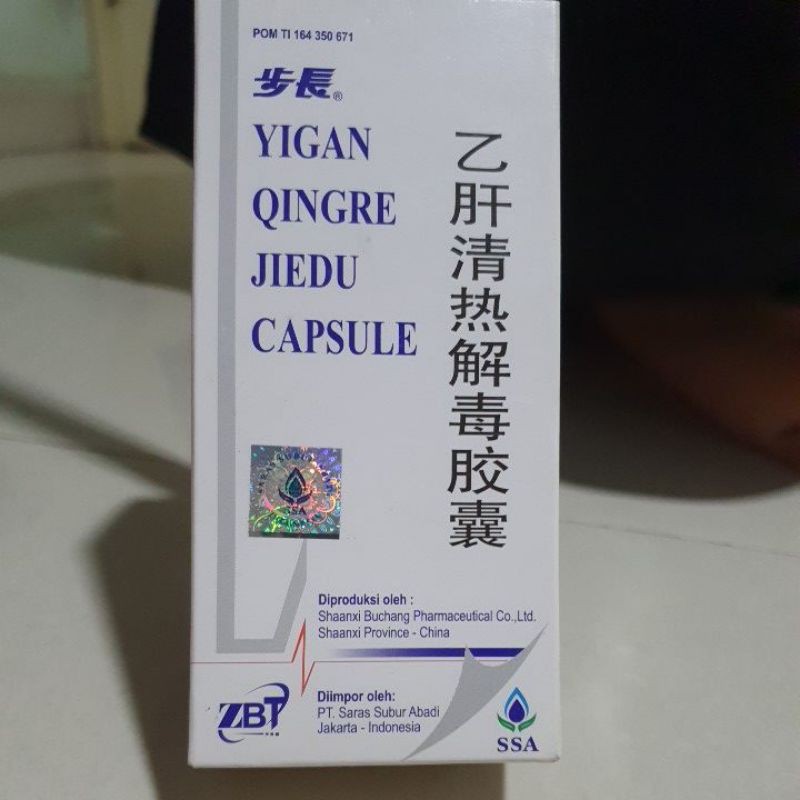 POM TI 164 350 671
步長®
YIGAN
QINGRE
JIEDU
CAPSULE
乙肝清热解毒胶囊
SSA
Diproduksi oleh :
Shaanxi Buchang Pharmaceutical Co.,Ltd.
Shaanxi Province - China
ZBT
Diimpor oleh:
PT. Saras Subur Abadi
Jakarta - Indonesia
SSA